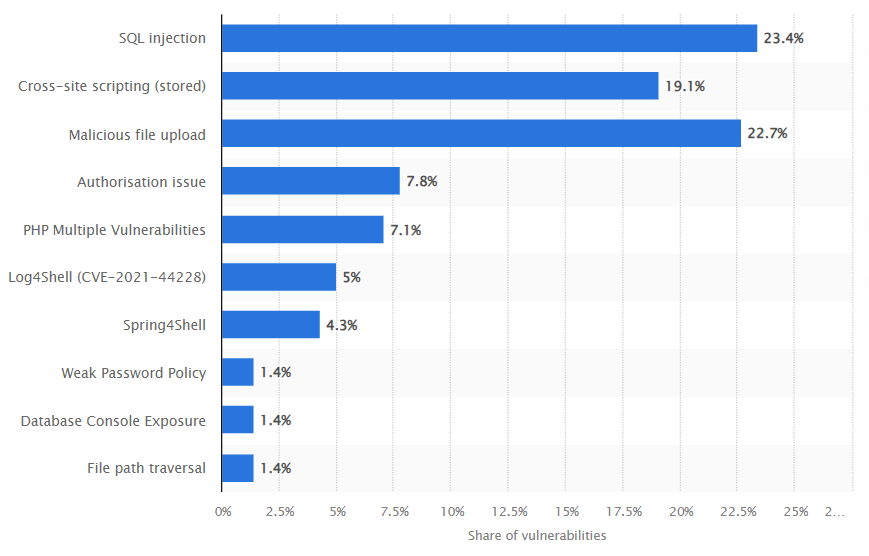 SQL injection 23.4%
Cross-site scripting (stored) 19.1%
Malicious file upload 22.7%
Authorisation issue 7.8%
PHP Multiple Vulnerabilities 7.1%
Log4Shell (CVE-2021-44228) 5%
Spring4Shell 4.3%
Weak Password Policy 1.4%
Database Console Exposure 1.4%
File path traversal 1.4%
0% 2.5% 5% 7.5% 10% 12.5% 15% 17.5% 20% 22.5% 25% 2...
Share of vulnerabilities